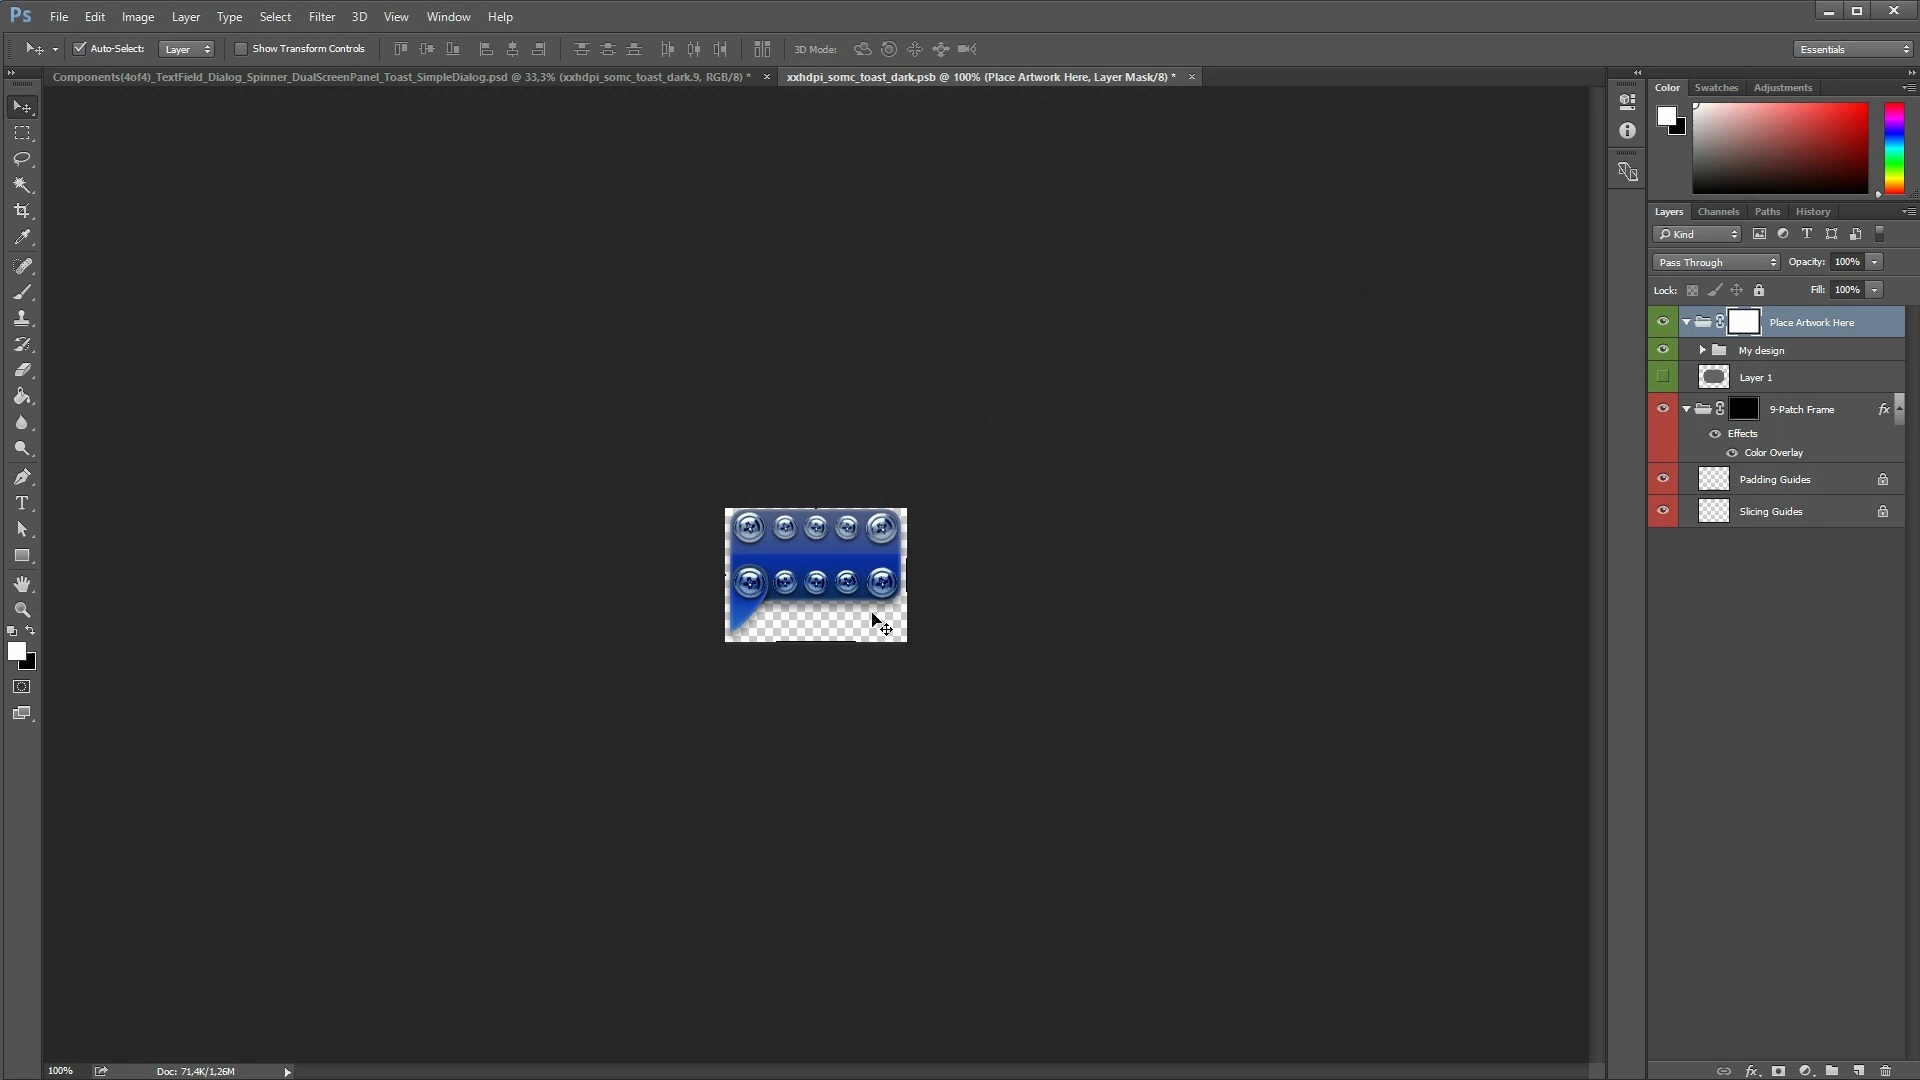 Ps File Edit Image Layer Type Select Filter 3D View Window Help
Auto-Select: Layer Show Transform Controls 3D Mode: Essentials
Components(4of4)_TextField_Dialog_Spinner_DualScreenPanel_Toast_SimpleDialog.psd @ 33,3% (xxhdpi_somc_toast_dark.9, RGB/8) * × xxhdpi_somc_toast_dark.psb @ 100% (Place Artwork Here, Layer Mask/8) * ×
Color Swatches Adjustments
Layers Channels Paths History
Kind
Pass Through Opacity: 100%
Lock: Fill: 100%
Place Artwork Here
My design
Layer 1
9-Patch Frame fx
Effects
Color Overlay
Padding Guides
Slicing Guides
100% Doc: 71,4K/1,26M